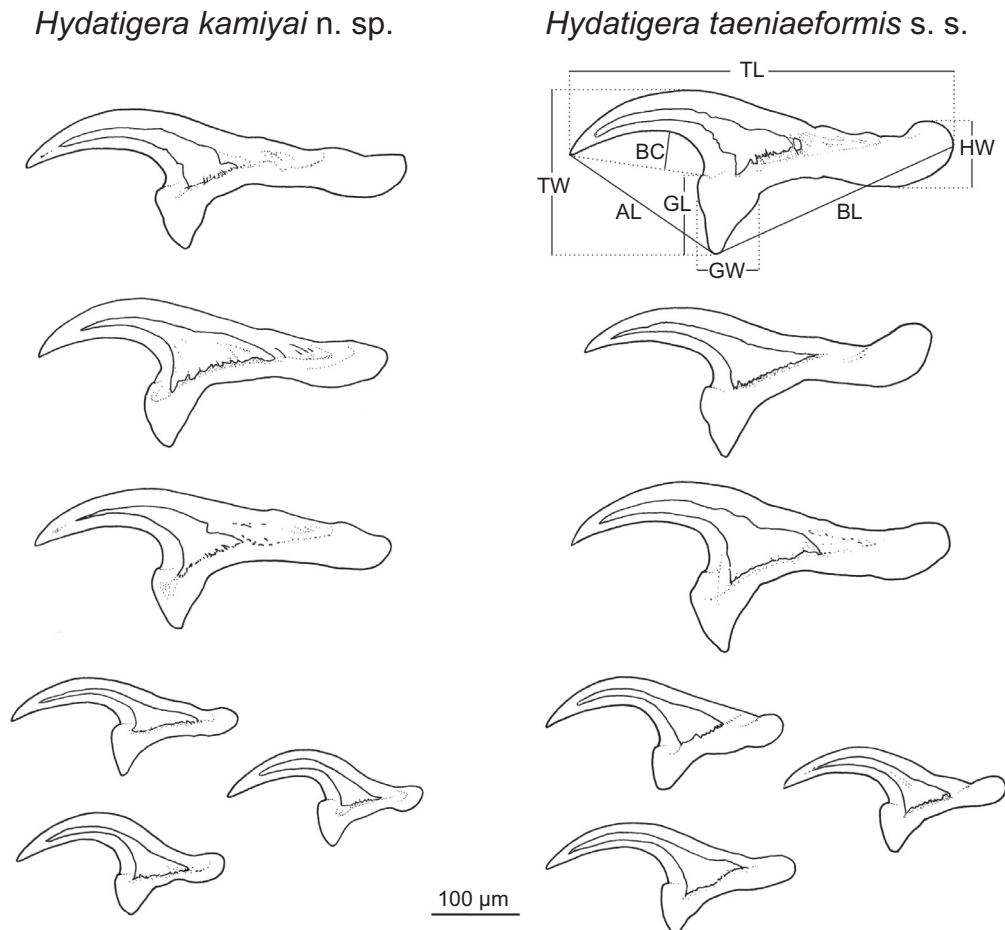 Hydatigera kamiyai n. sp.
Hydatigera taeniaeformis s. s.
TL
BC
HW
TW
GL
AL
BL
GW
100 µm